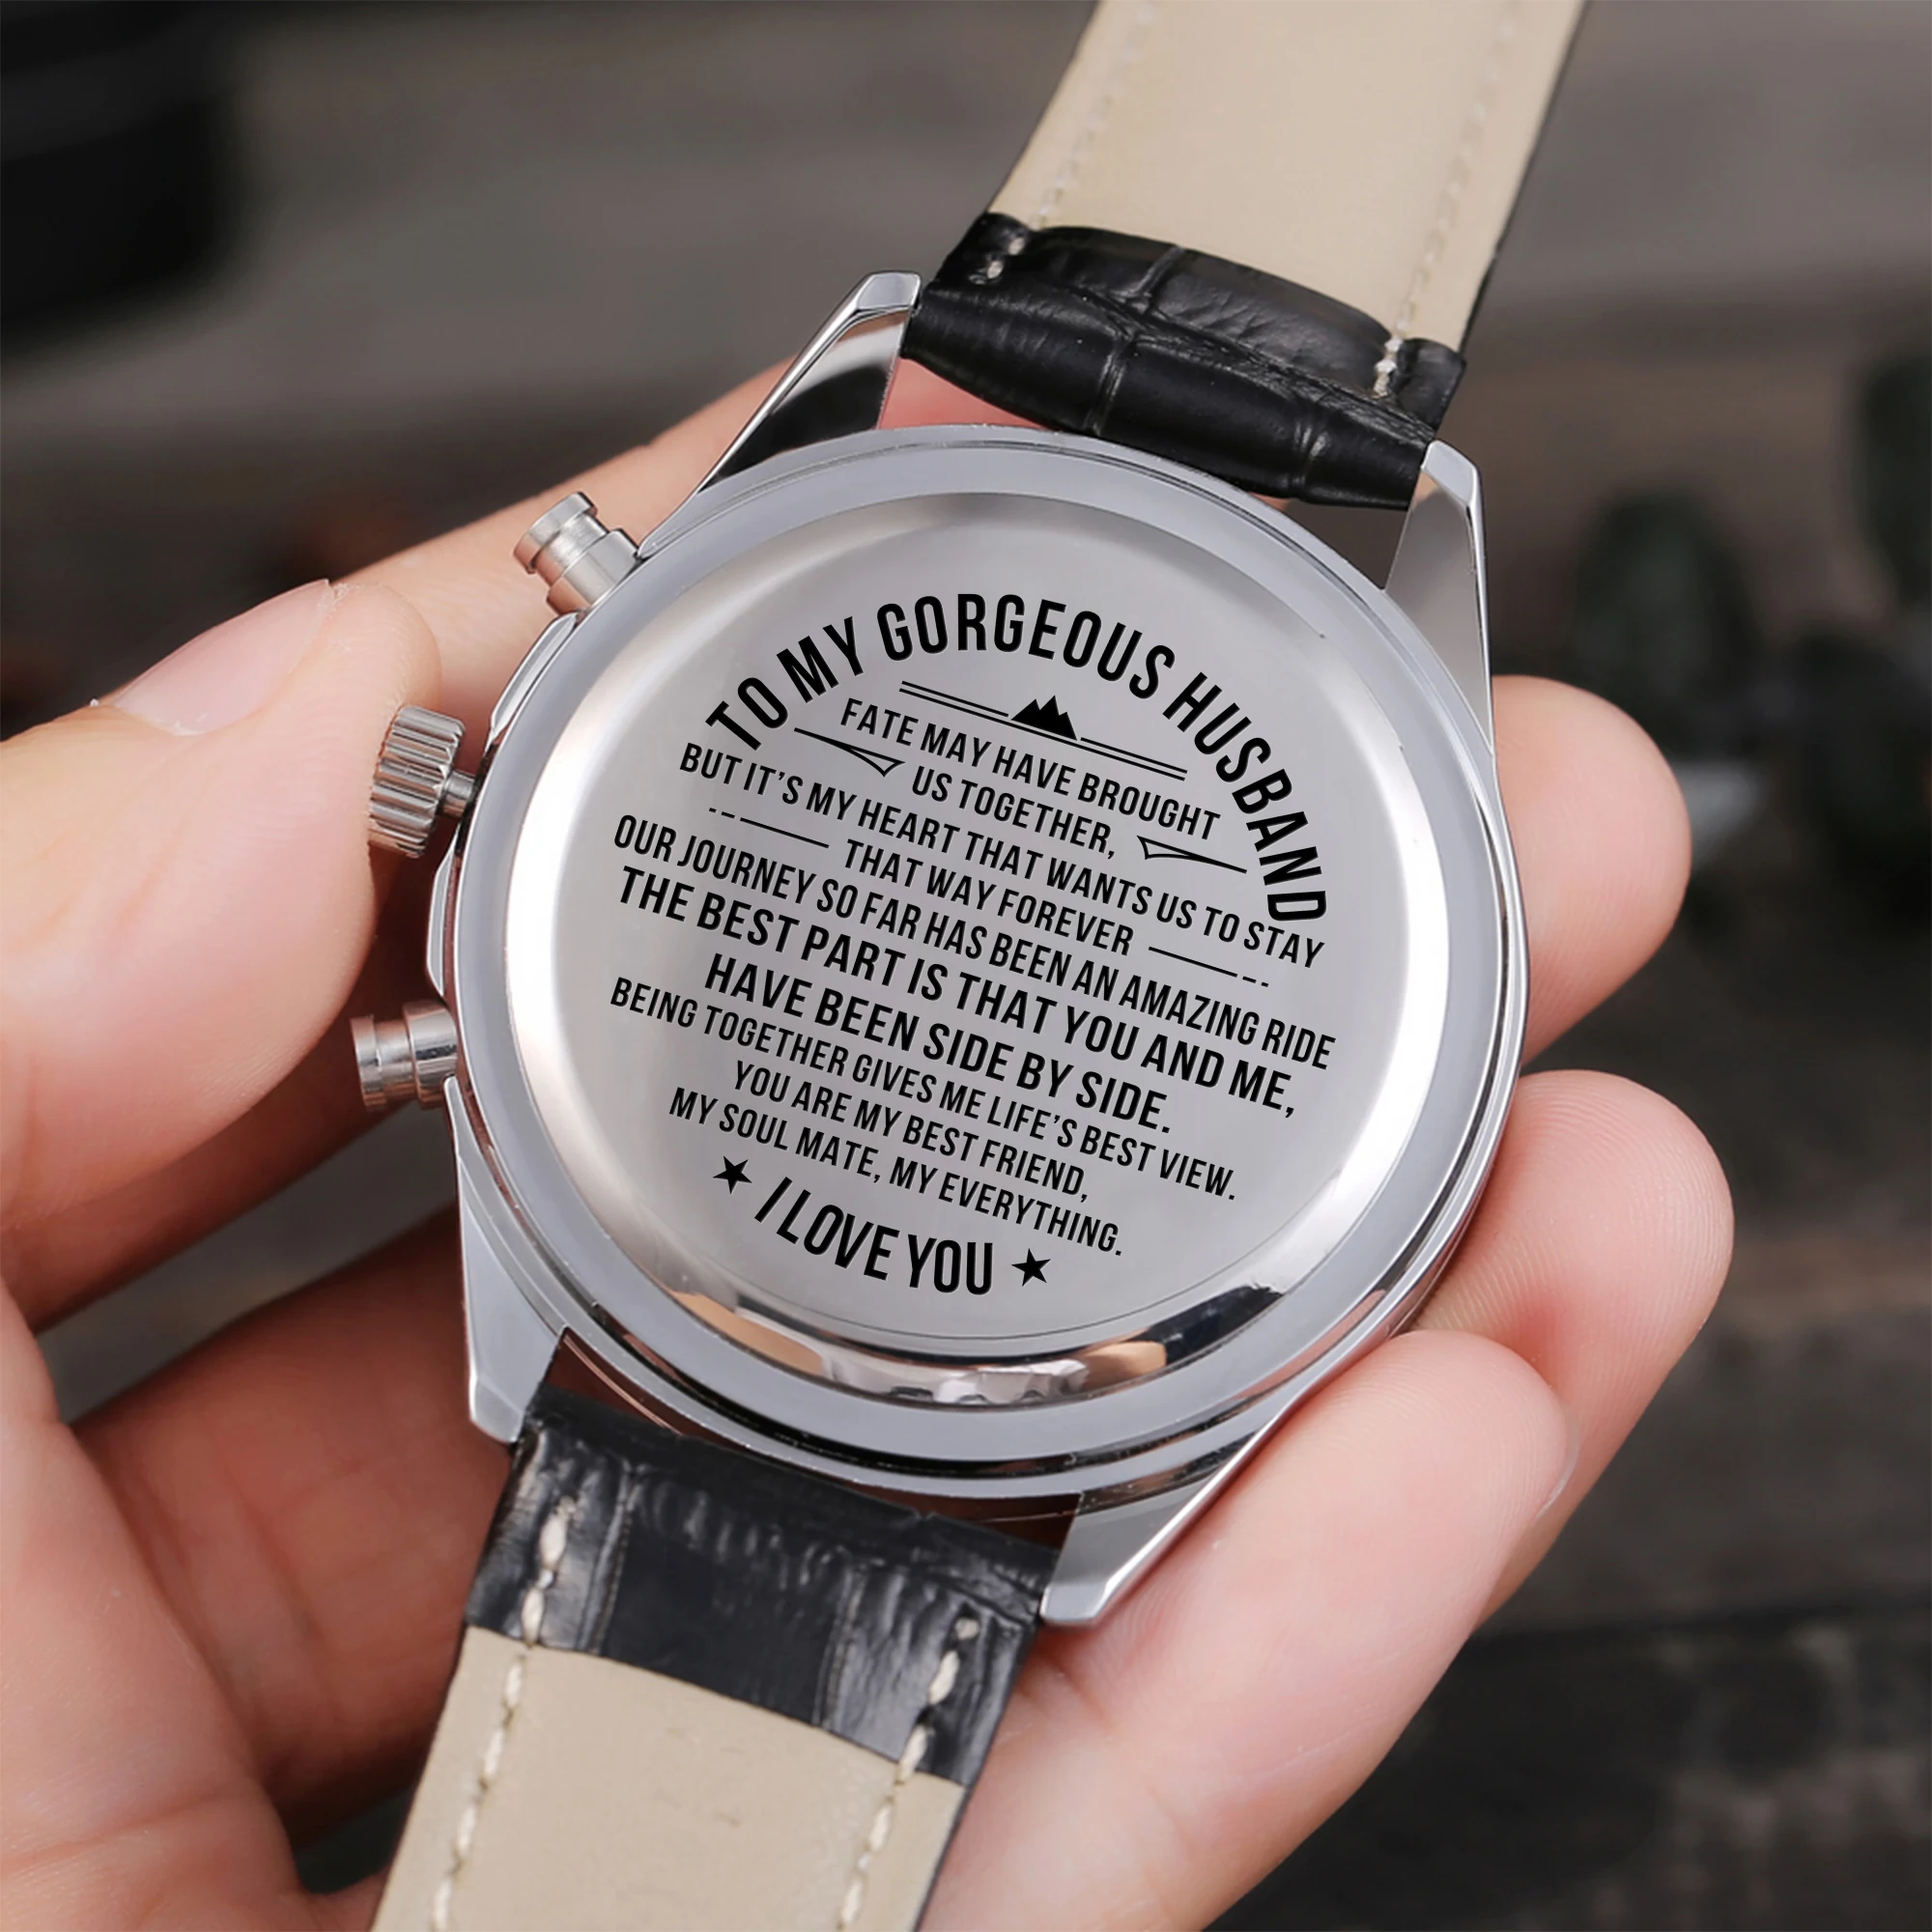 TO MY GORGEOUS HUSBAND
FATE MAY HAVE BROUGHT
US TOGETHER,
BUT IT'S MY HEART THAT WANTS US TO STAY
THAT WAY FOREVER
OUR JOURNEY SO FAR HAS BEEN AN AMAZING RIDE
THE BEST PART IS THAT YOU AND ME,
HAVE BEEN SIDE BY SIDE.
BEING TOGETHER GIVES ME LIFE'S BEST VIEW.
YOU ARE MY BEST FRIEND,
MY SOUL MATE, MY EVERYTHING.
I LOVE YOU